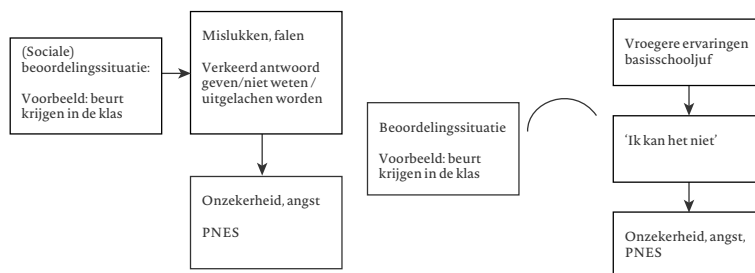 (Sociale)
beoordelingssituatie:
Voorbeeld: beurt
krijgen in de klas
Mislukken, falen
Verkeerd antwoord
geven/niet weten /
uitgelachen worden
Onzekerheid, angst
PNES
Beoordelingssituatie
Voorbeeld: beurt
krijgen in de klas
Vroegere ervaringen
basisschooljuf
‘Ik kan het niet’
Onzekerheid, angst,
PNES